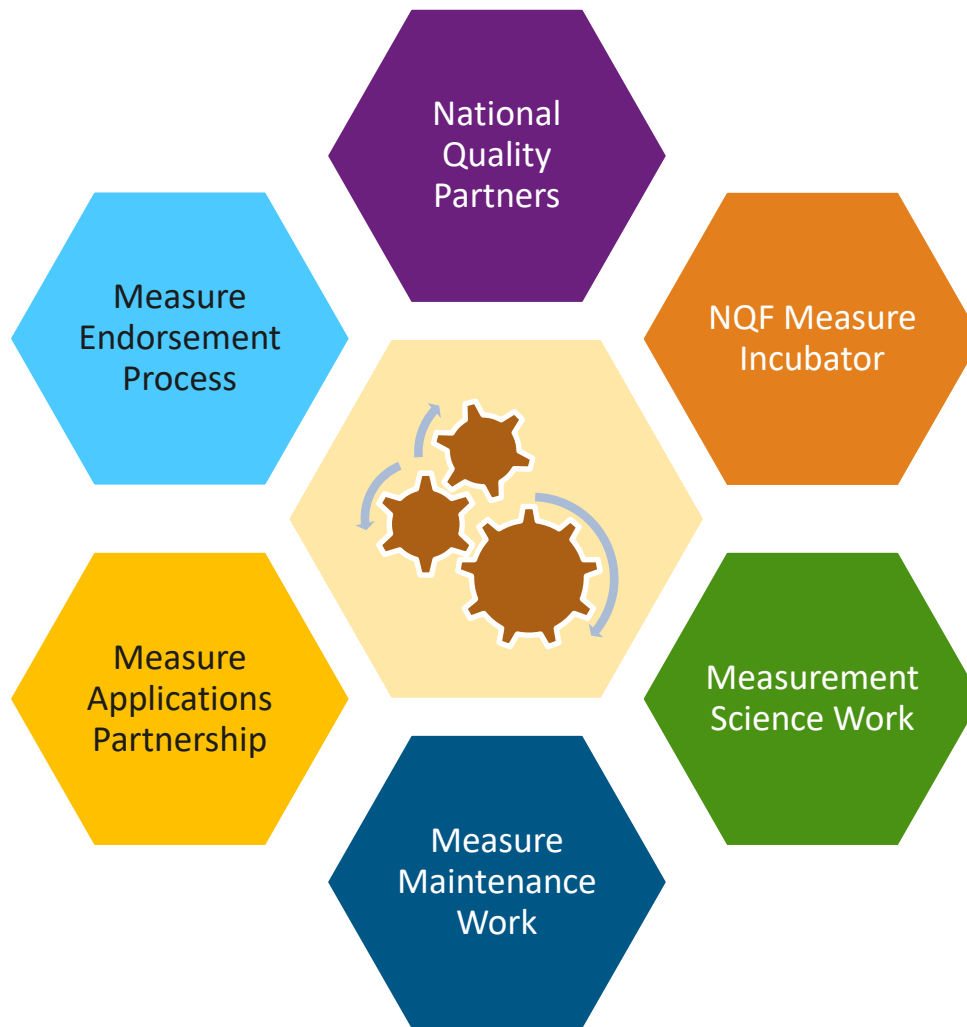 National
Quality
Partners
Measure
Endorsement
Process
NQF Measure
Incubator
Measure
Applications
Partnership
Measurement
Science Work
Measure
Maintenance
Work